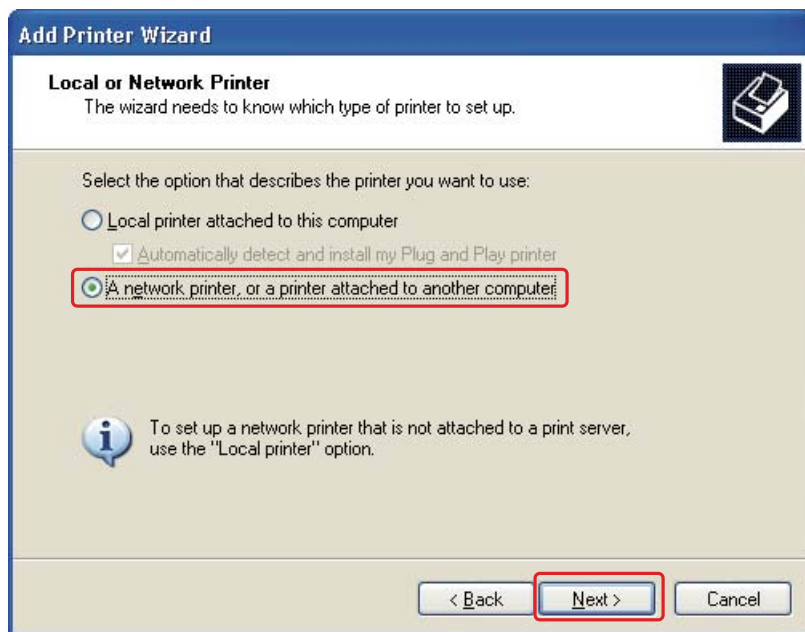 Add Printer Wizard
Local or Network Printer
The wizard needs to know which type of printer to set up.
Select the option that describes the printer you want to use:
Local printer attached to this computer
Automatically detect and install my Plug and Play printer
A network printer, or a printer attached to another computer
To set up a network printer that is not attached to a print server,
use the "Local printer" option.
< Back
Next >
Cancel